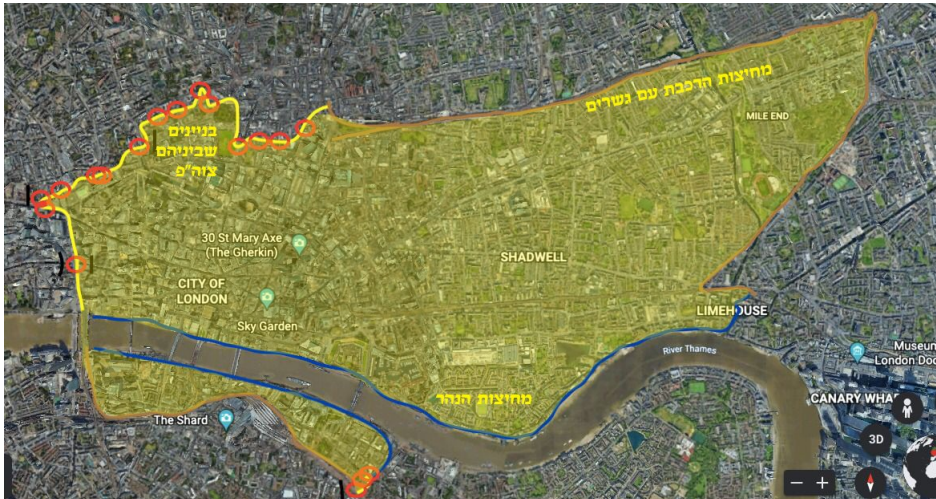 מחיצות הרכבת עם גשרים
MILE END
בניינים
שביניהם
צוה"פ
30 St Mary Axe
(The Gherkin)
SHADWELL
CITY OF
LONDON
Sky Garden
LIMEHOUSE
River Thames
Museum
London Doc
מחיצות הנהר
CANARY WHA
The Shard
3D